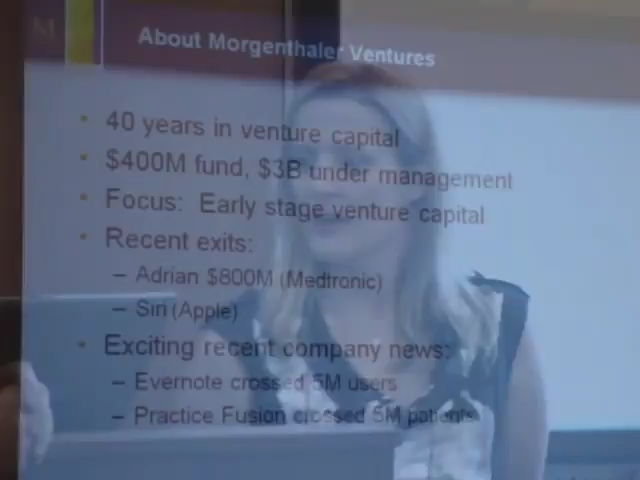 M
About Morgenthaler Ventures
• 40 years in venture capital
• $400M fund, $3B under management
• Focus: Early stage venture capital
• Recent exits:
– Adrian $800M (Medtronic)
– Siri (Apple)
• Exciting recent company news:
– Evernote crossed 5M users
– Practice Fusion crossed 5M patients